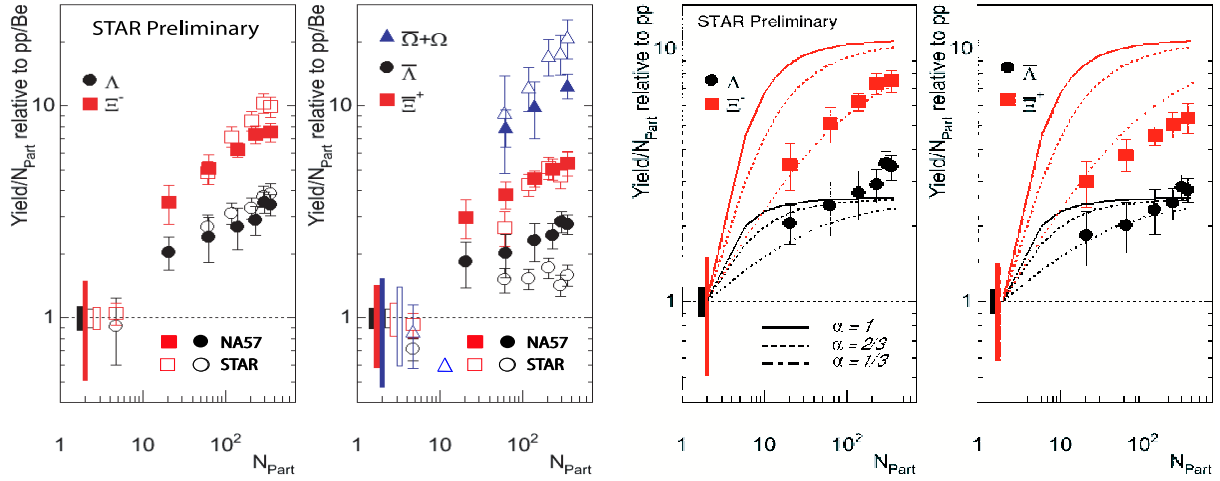 Yield/N_Part relative to pp/Be
STAR Preliminary
Λ
Ξ⁻
10
1
NA57
STAR
1 10 10²
N_Part
Yield/N_Part relative to pp/Be
Ω̅+Ω
Λ̅
Ξ̅⁺
10
1
NA57
STAR
1 10 10²
N_Part
Yield/N_Part relative to pp
STAR Preliminary
10
Λ
Ξ⁻
1
α = 1
α = 2/3
α = 1/3
1 10 10²
N_Part
Yield/N_Part relative to pp
10
Λ̅
Ξ̅⁺
1
1 10 10²
N_Part